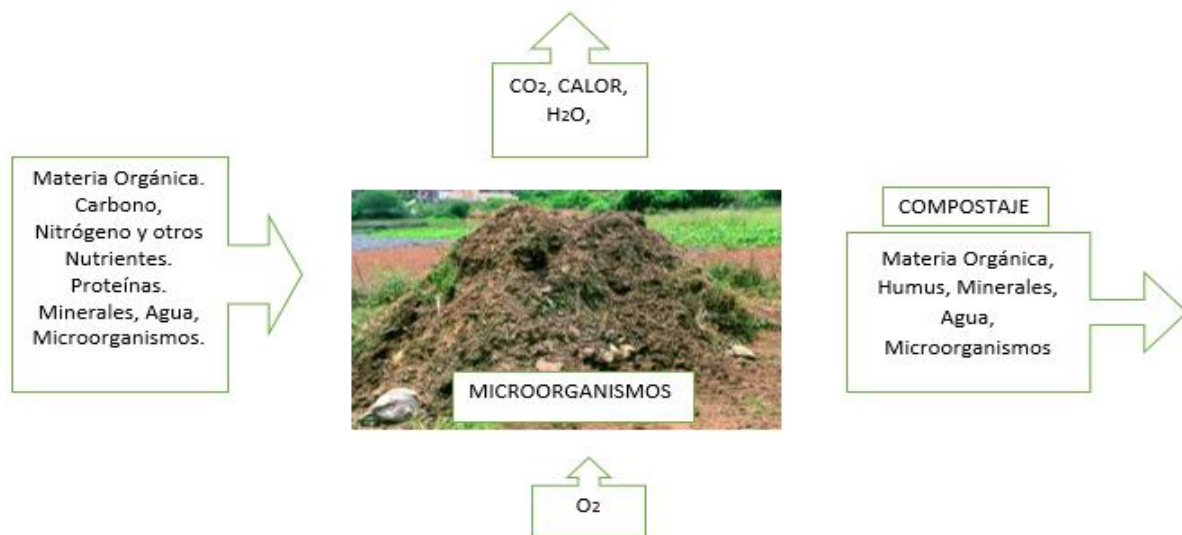 CO₂, CALOR,
H₂O,
Materia Orgánica.
Carbono,
Nitrógeno y otros
Nutrientes.
Proteínas.
Minerales, Agua,
Microorganismos.
MICROORGANISMOS
COMPOSTAJE
Materia Orgánica,
Humus, Minerales,
Agua,
Microorganismos
O₂